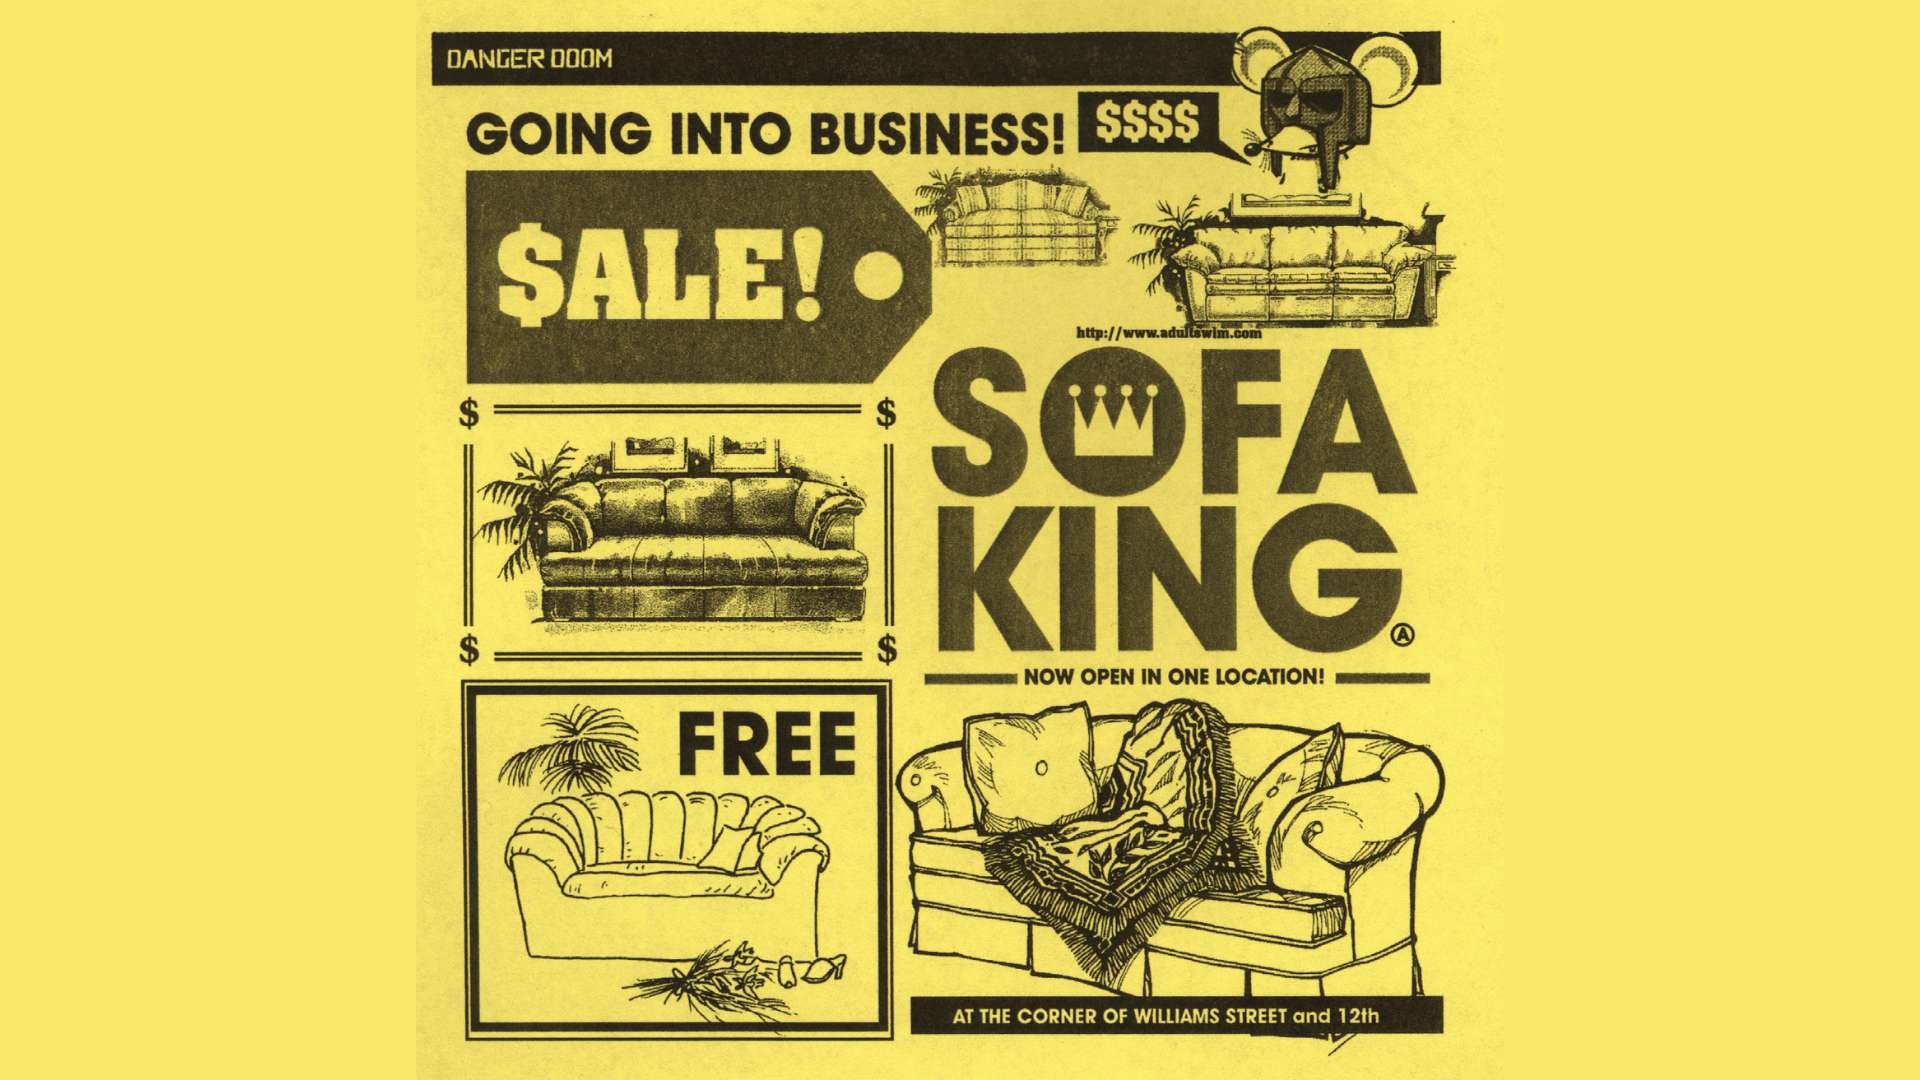 DANGER DOOM
GOING INTO BUSINESS!
$$$$
$ALE!
http://www.adultswim.com
SOFA
KING
Ⓐ
$ $
$ $
NOW OPEN IN ONE LOCATION!
FREE
AT THE CORNER OF WILLIAMS STREET and 12th